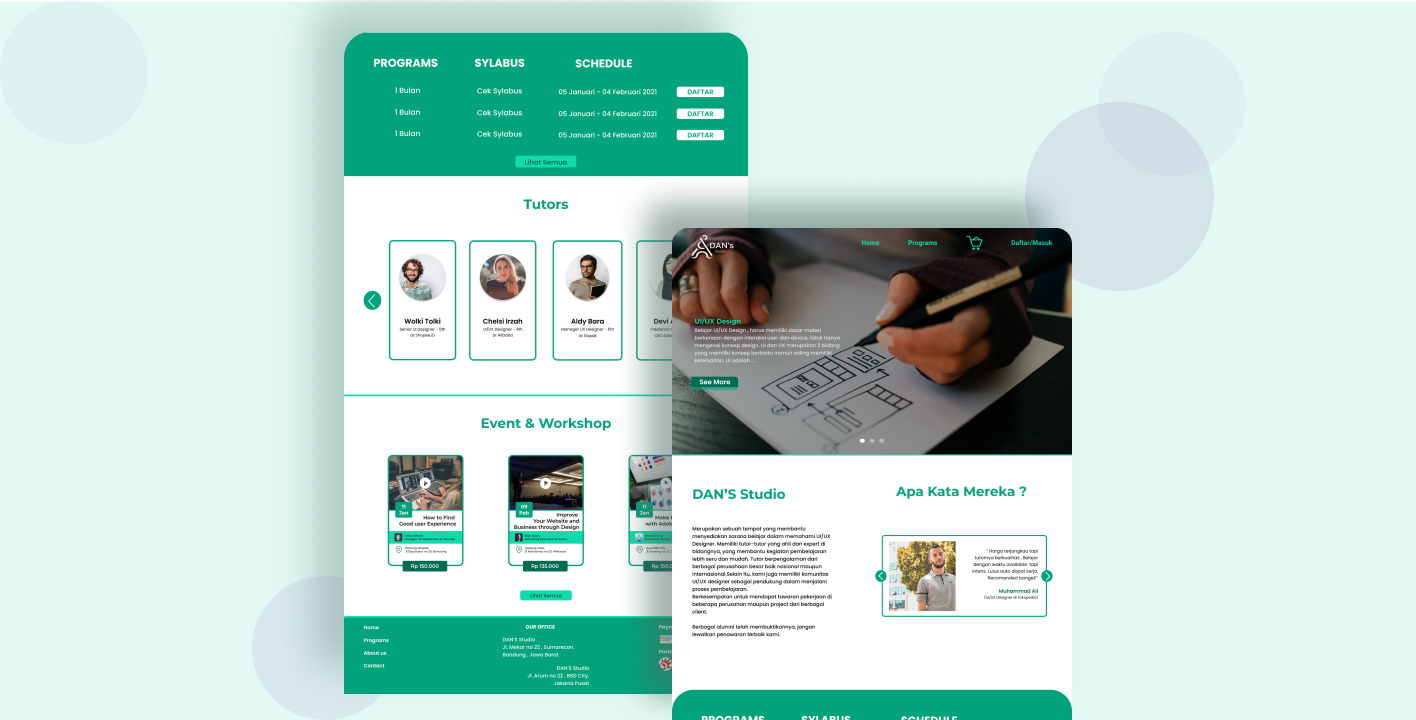 PROGRAMS SYLABUS SCHEDULE
1 Bulan Cek Sylabus 05 Januari - 04 Februari 2021 DAFTAR
1 Bulan Cek Sylabus 05 Januari - 04 Februari 2021 DAFTAR
1 Bulan Cek Sylabus 05 Januari - 04 Februari 2021 DAFTAR
Lihat Semua
Tutors
Wolki Tolki
Senior UI Designer - 5th
at Shopee.ID
Chelsi Irzah
UI/UX Designer - 4th
at Alibaba
Aldy Bara
Manager UX Designer - 5th
at Gojek
Devi
Event & Workshop
11
Jan
How to Find
Good user Experience
Rp 150.000
09
Feb
Improve
Your Website and
Business through Design
Rp 135.000
11
Jan
Make
with Adob
Lihat Semua
Home
Programs
About us
Contact
OUR OFFICE
DAN'S Studio
Jl. Mekar no 22 , Sumarecon.
Bandung , Jawa Barat
DAN'S Studio
Jl. Arum no 22 , BSD City.
Jakarta Pusat
DAN's
Home Programs Daftar/Masuk
UI/UX Design
Belajar UI/UX Design , harus memiliki dasar materi
berkenaan dengan interaksi user dan device, tidak hanya
mengenai konsep design. UI dan UX merupakan 2 bidang
yang memiliki konsep berbeda namun saling memiliki
keterkaitan. UI adalah ...
See More
DAN'S Studio
Merupakan sebuah tempat yang membantu
menyediakan sarana belajar dalam memahami UI/UX
Designer. Memiliki tutor-tutor yang ahli dan expert di
bidangnya, yang membantu kegiatan pembelajaran
lebih seru dan mudah. Tutor berpengalaman dari
berbagai perusahaan besar baik nasional maupun
internasional.Selain itu, kami juga memiliki komunitas
UI/UX designer sebagai pendukung dalam menjalani
proses pembelajaran.
Berkesempatan untuk mendapat tawaran pekerjaan di
beberapa perusahan maupun project dari berbagai
client.
Berbagai alumni telah membuktikannya, jangan
lewatkan penawaran terbaik kami.
Apa Kata Mereka ?
" Harga terjangkau tapi
tutornya berkualitas . Belajar
dengan waktu available tapi
intens. Lulus auto dapat kerja,
Recomended banget!"
Muhammad Ali
(UI/UX Designer di Tokopedia)
PROGRAMS SYLABUS SCHEDULE